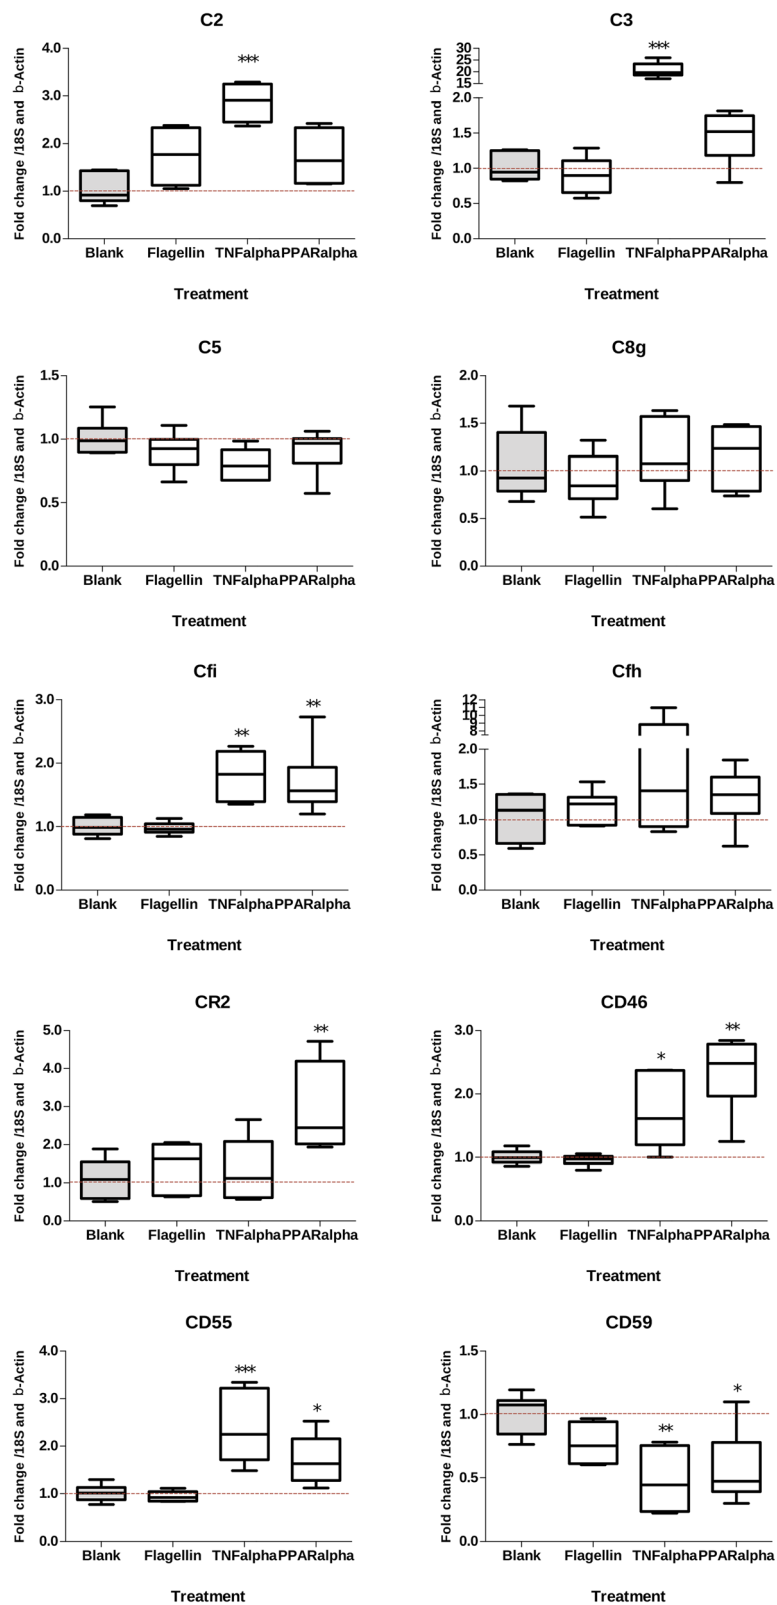 C2
Fold change /18S and b-Actin
4.0
3.0
2.0
1.0
0.0
***
Blank Flagellin TNFalpha PPARalpha
Treatment
C3
Fold change /18S and b-Actin
30
25
20
15
2.0
1.5
1.0
0.5
0.0
***
Blank Flagellin TNFalpha PPARalpha
Treatment
C5
Fold change /18S and b-Actin
1.5
1.0
0.5
0.0
Blank Flagellin TNFalpha PPARalpha
Treatment
C8g
Fold change /18S and b-Actin
2.0
1.5
1.0
0.5
0.0
Blank Flagellin TNFalpha PPARalpha
Treatment
Cfi
Fold change /18S and b-Actin
3.0
2.0
1.0
0.0
**
**
Blank Flagellin TNFalpha PPARalpha
Treatment
Cfh
Fold change /18S and b-Actin
12
11
10
9
8
2.0
1.5
1.0
0.5
0.0
Blank Flagellin TNFalpha PPARalpha
Treatment
CR2
Fold change /18S and b-Actin
5.0
4.0
3.0
2.0
1.0
0.0
**
Blank Flagellin TNFalpha PPARalpha
Treatment
CD46
Fold change /18S and b-Actin
3.0
2.0
1.0
0.0
*
**
Blank Flagellin TNFalpha PPARalpha
Treatment
CD55
Fold change /18S and b-Actin
4.0
3.0
2.0
1.0
0.0
***
*
Blank Flagellin TNFalpha PPARalpha
Treatment
CD59
Fold change /18S and b-Actin
1.5
1.0
0.5
0.0
**
*
Blank Flagellin TNFalpha PPARalpha
Treatment